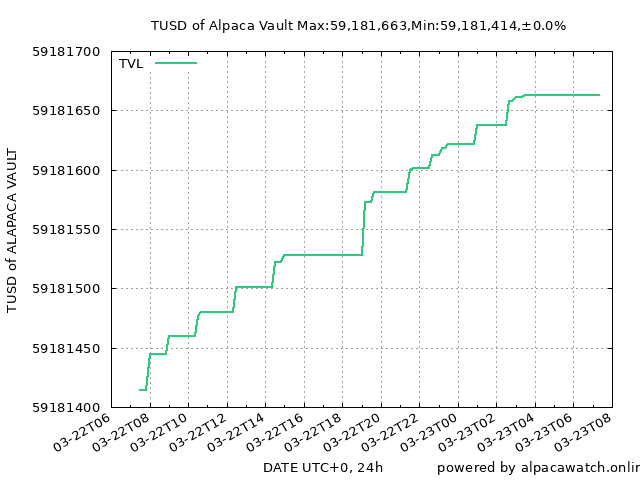 TUSD of Alpaca Vault Max:59,181,663,Min:59,181,414,±0.0%
TVL
59181700
59181650
59181600
59181550
59181500
59181450
59181400
TUSD of ALAPACA VAULT
03-22T06
03-22T08
03-22T10
03-22T12
03-22T14
03-22T16
03-22T18
03-22T20
03-22T22
03-23T00
03-23T02
03-23T04
03-23T06
03-23T08
DATE UTC+0, 24h
powered by alpacawatch.onlin